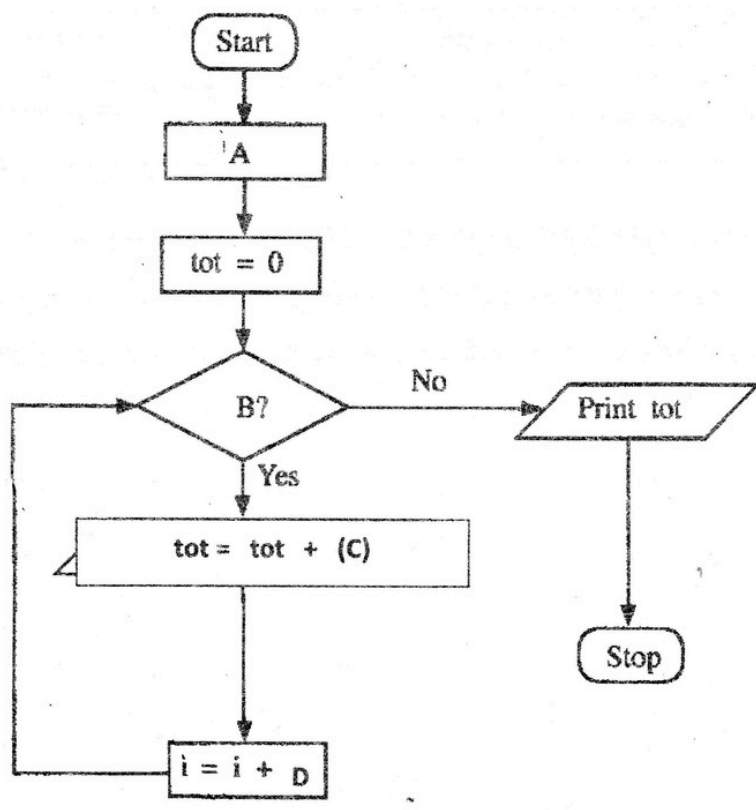 Start
A
tot = 0
B?
No
Print tot
Yes
tot = tot + (C)
Stop
i = i + D